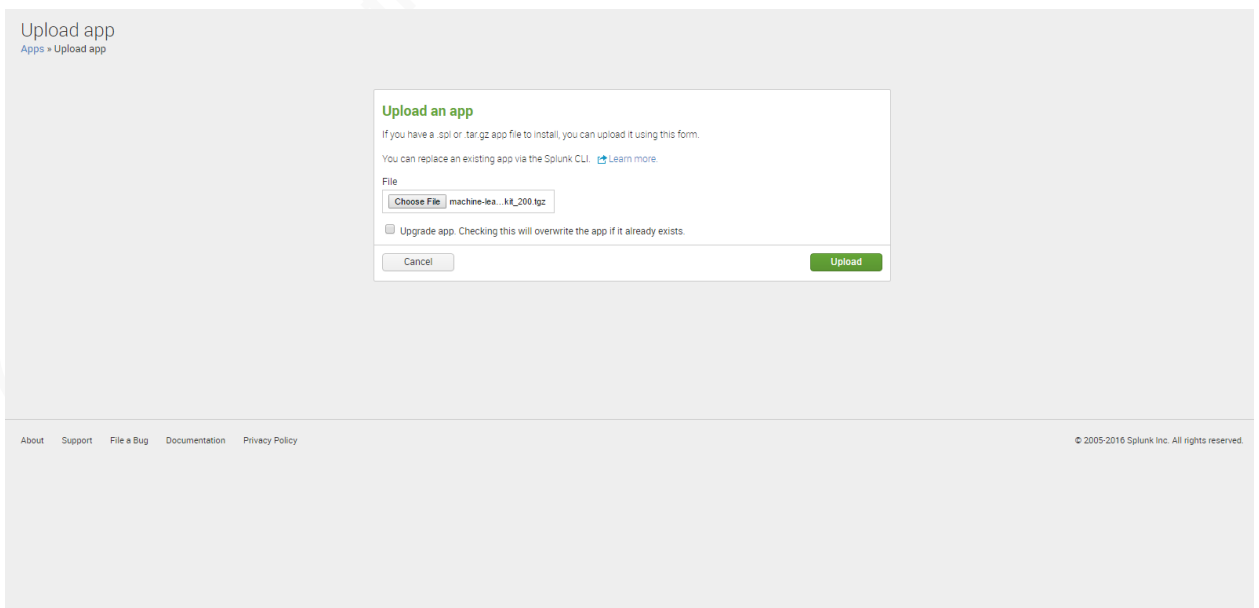 Upload app
Apps » Upload app
Upload an app
If you have a .spl or .tar.gz app file to install, you can upload it using this form.
You can replace an existing app via the Splunk CLI. Learn more.
File
Choose File machine-lea...kit_200.tgz
Upgrade app. Checking this will overwrite the app if it already exists.
Cancel Upload
About Support File a Bug Documentation Privacy Policy © 2005-2016 Splunk Inc. All rights reserved.